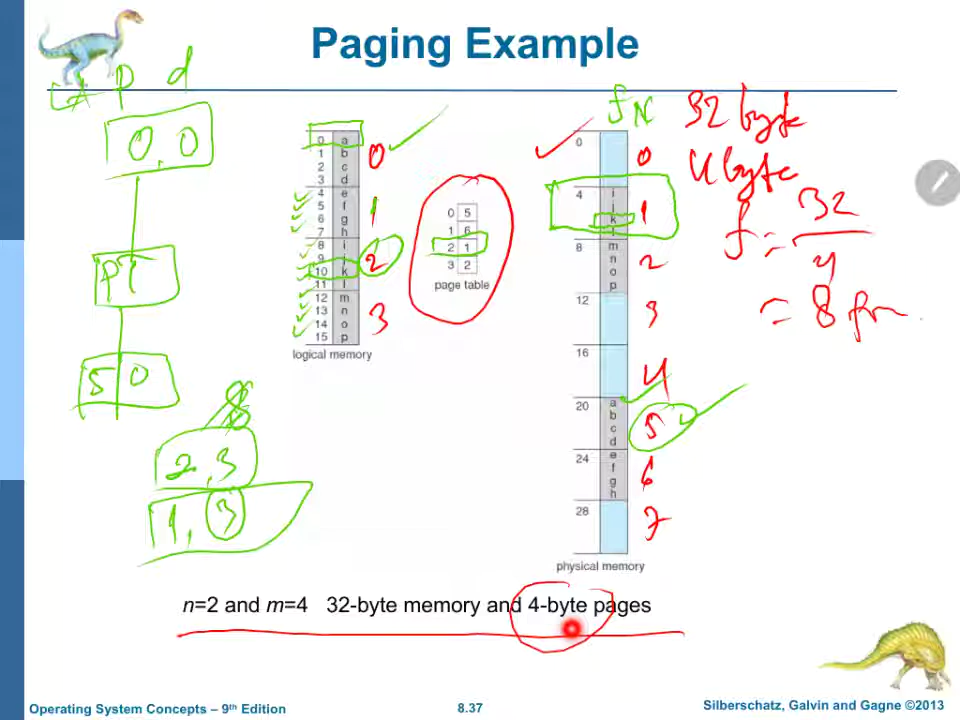 Paging Example
LA P d
0,0
PT
5 0
2,3
1,3
0 a
1 b
2 c
3 d
4 e
5 f
6 g
7 h
8 i
9 j
10 k
11 l
12 m
13 n
14 o
15 p
logical memory
0
1
2
3
0 5
1 6
2 1
3 2
page table
fN
0
4 i
j
k
l
8 m
n
o
p
12
16
20 a
b
c
d
24 e
f
g
h
28
physical memory
0
1
2
3
4
5
6
7
32 byte
4 byte
f = 32
4
= 8 frm
n=2 and m=4 32-byte memory and 4-byte pages
Operating System Concepts – 9th Edition
8.37
Silberschatz, Galvin and Gagne ©2013